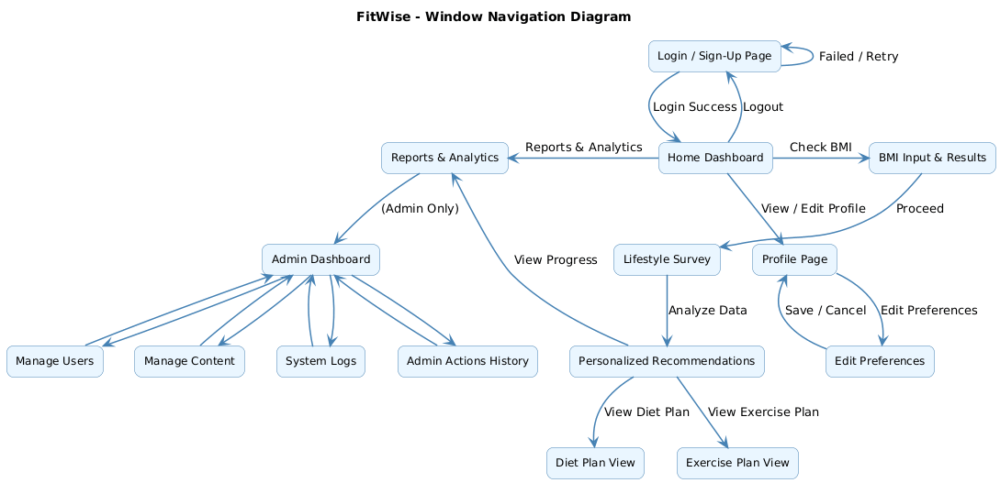 FitWise - Window Navigation Diagram
Login / Sign-Up Page
Failed / Retry
Login Success
Logout
Reports & Analytics
Reports & Analytics
Home Dashboard
Check BMI
BMI Input & Results
(Admin Only)
View / Edit Profile
Proceed
Admin Dashboard
View Progress
Lifestyle Survey
Profile Page
Analyze Data
Save / Cancel
Edit Preferences
Manage Users
Manage Content
System Logs
Admin Actions History
Personalized Recommendations
Edit Preferences
View Diet Plan
View Exercise Plan
Diet Plan View
Exercise Plan View